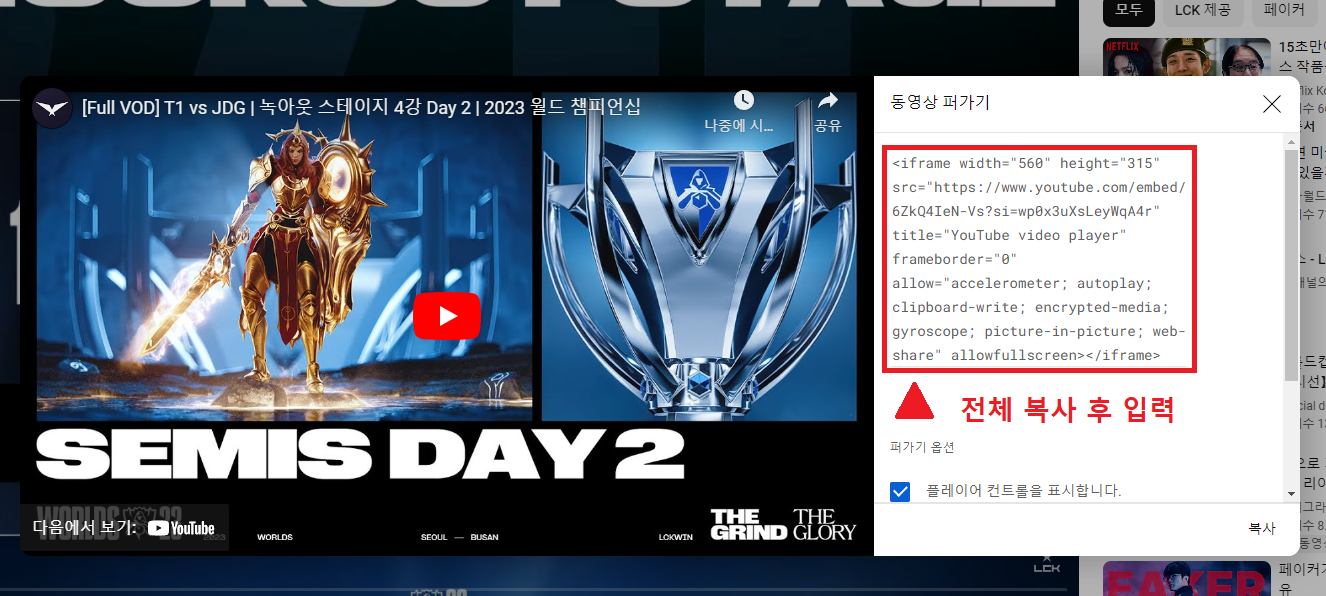 모두
LCK 제공
페이커
NETFLIX
15초만에
스 작품
[Full VOD] T1 vs JDG | 녹아웃 스테이지 4강 Day 2 | 2023 월드 챔피언십
나중에 시...
공유
동영상 퍼가기
<iframe width="560" height="315"
src="https://www.youtube.com/embed/
6ZkQ4IeN-Vs?si=wp0x3uXsLeyWqA4r"
title="YouTube video player"
frameborder="0"
allow="accelerometer; autoplay;
clipboard-write; encrypted-media;
gyroscope; picture-in-picture; web-
share" allowfullscreen></iframe>
전체 복사 후 입력
퍼가기 옵션
플레이어 컨트롤을 표시합니다.
복사
SEMIS DAY 2
다음에서 보기:
YouTube
2023
WORLDS
SEOUL — BUSAN
LCKWIN
THE GRIND
THE GLORY
LCK
FAKER